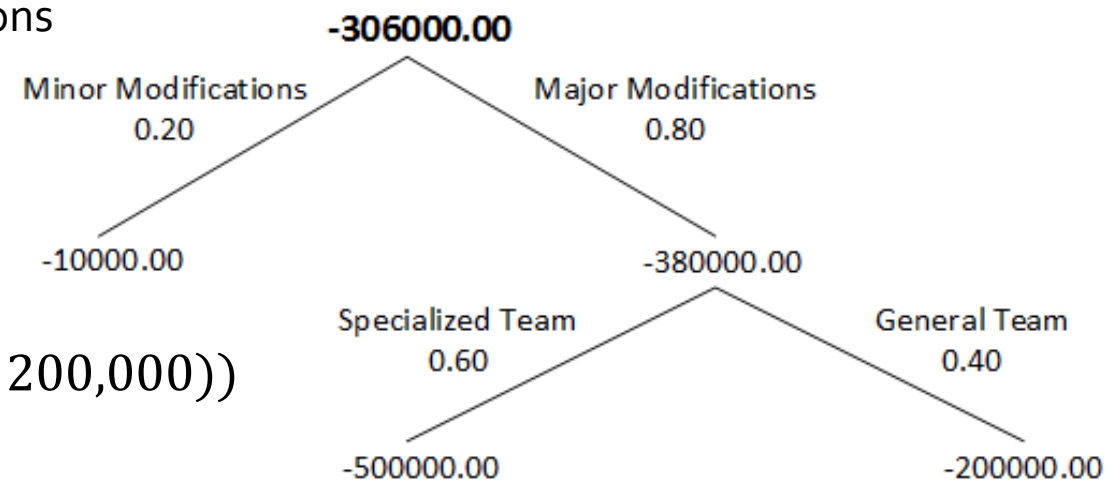 ons
-306000.00
Minor Modifications
0.20
Major Modifications
0.80
-10000.00
-380000.00
Specialized Team
0.60
General Team
0.40
200,000))
-500000.00
-200000.00